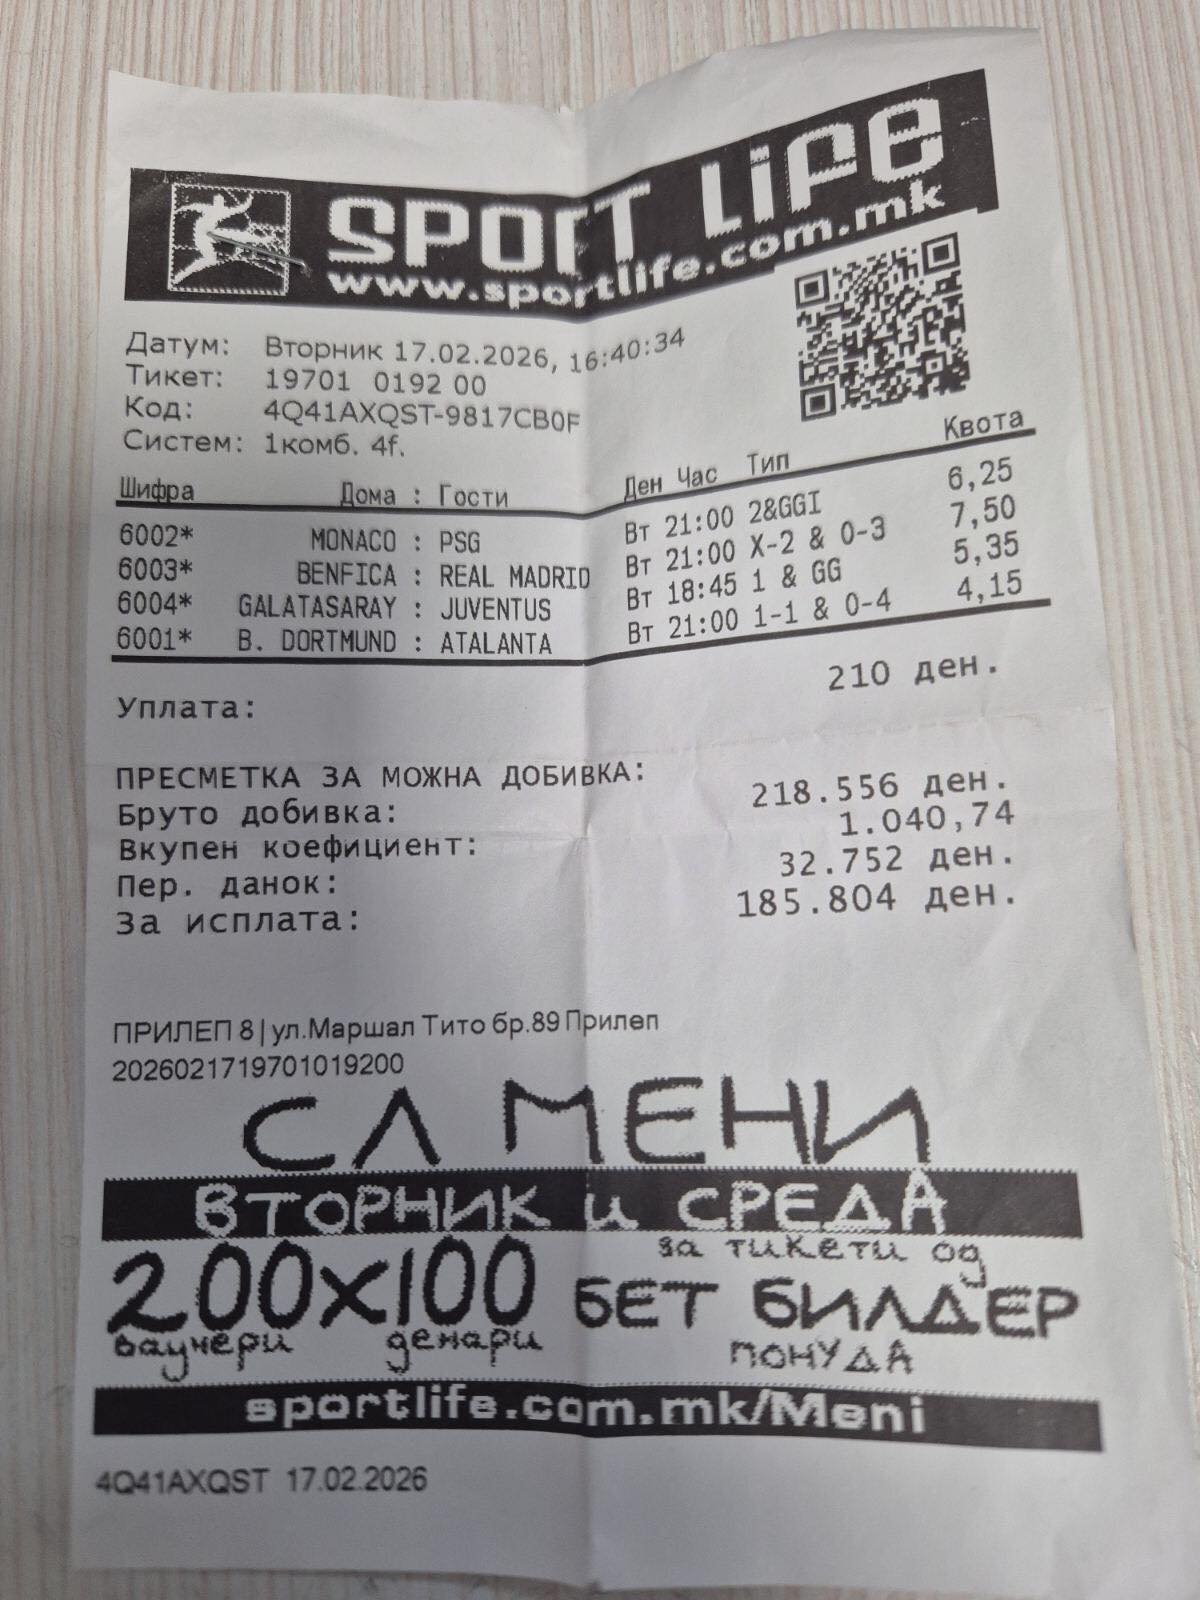 SPORT LIFE
www.sportlife.com.mk
Датум: Вторник 17.02.2026, 16:40:34
Тикет: 19701 0192 00
Код: 4Q41AXQST-9817CB0F
Систем: 1комб. 4f.
Шифра Дома : Гости Ден Час Тип Квота
6002* MONACO : PSG Вт 21:00 2&GGI 6,25
6003* BENFICA : REAL MADRID Вт 21:00 X-2 & 0-3 7,50
6004* GALATASARAY : JUVENTUS Вт 18:45 1 & GG 5,35
6001* B. DORTMUND : ATALANTA Вт 21:00 1-1 & 0-4 4,15
Уплата: 210 ден.
ПРЕСМЕТКА ЗА МОЖНА ДОБИВКА:
Бруто добивка: 218.556 ден.
Вкупен коефициент: 1.040,74
Пер. данок: 32.752 ден.
За исплата: 185.804 ден.
ПРИЛЕП 8|ул.Маршал Тито бр.89 Прилеп
2026021719701019200
СЛ МЕНИ
ВТОРНИК и СРЕДА
200x100 за тикети од
ваучери денари БЕТ БИЛДЕР
понуда
sportlife.com.mk/Meni
4Q41AXQST 17.02.2026